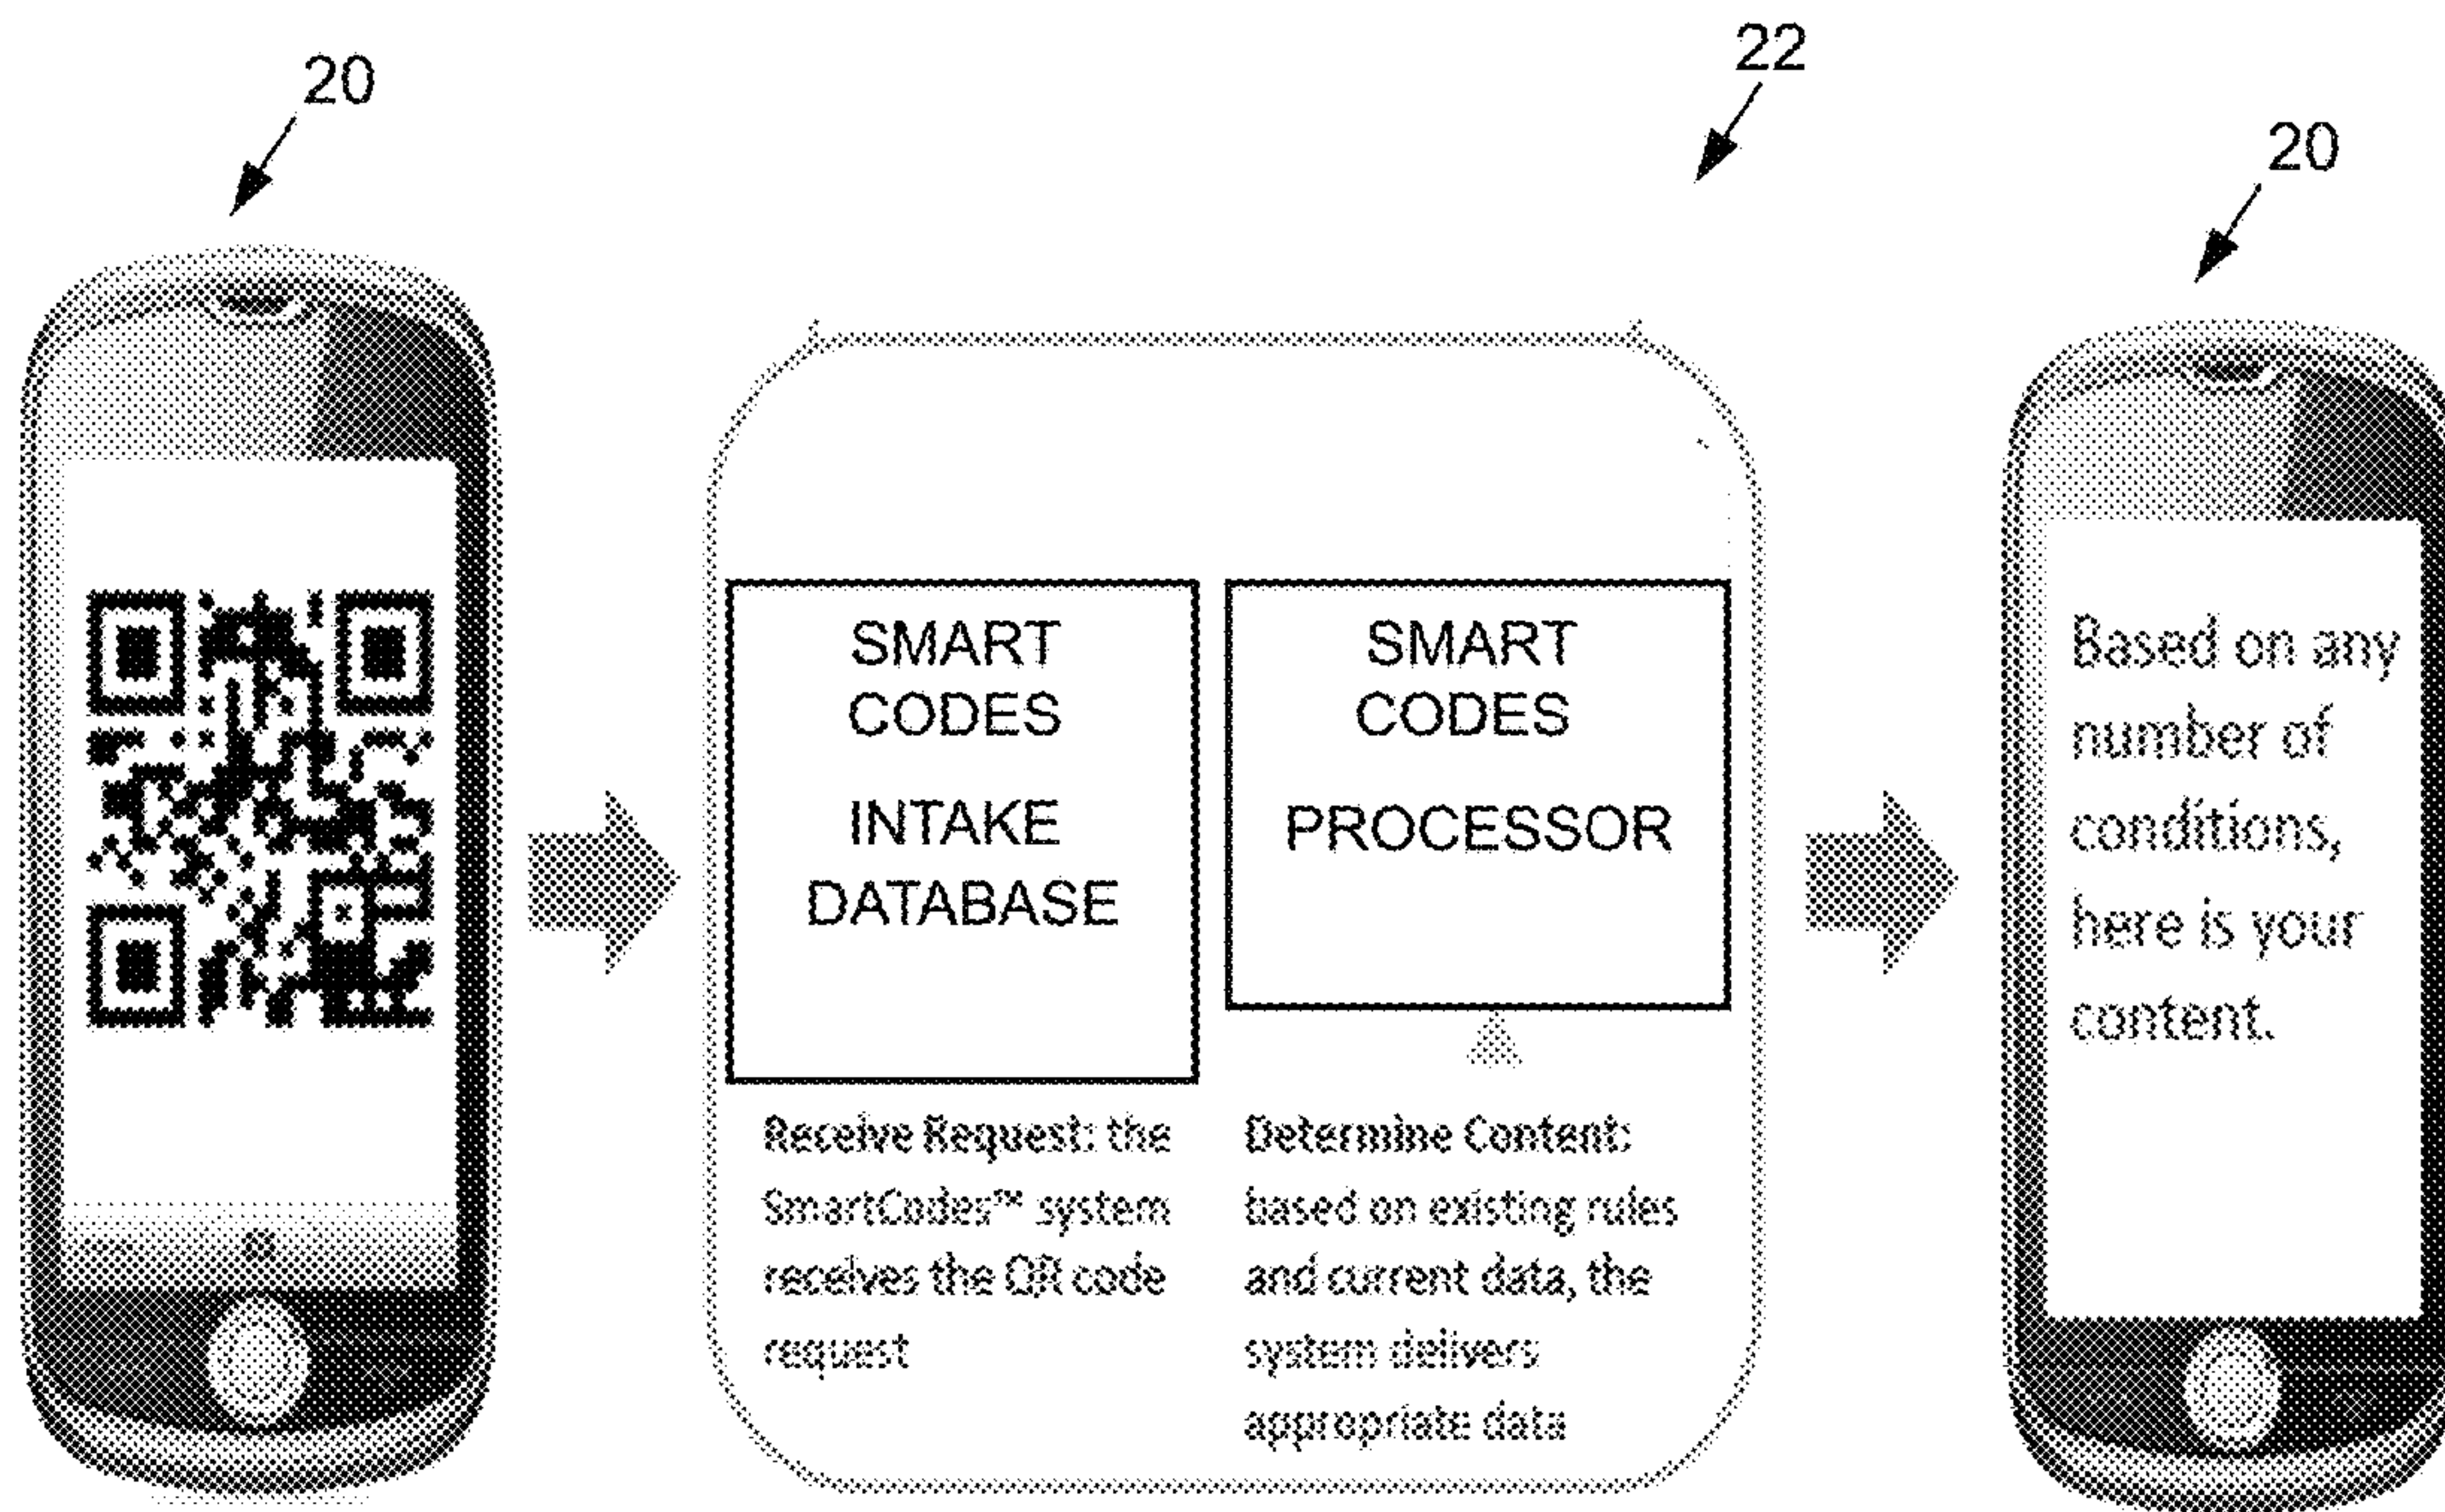 20
22
20
SMART
CODES
INTAKE
DATABASE
SMART
CODES
PROCESSOR
Receive Request: the
SmartCodes™ system
receives the QR code
request
Determine Content:
based on existing rules
and current data, the
system delivers
appropriate data
Based on any
number of
conditions,
here is your
content.